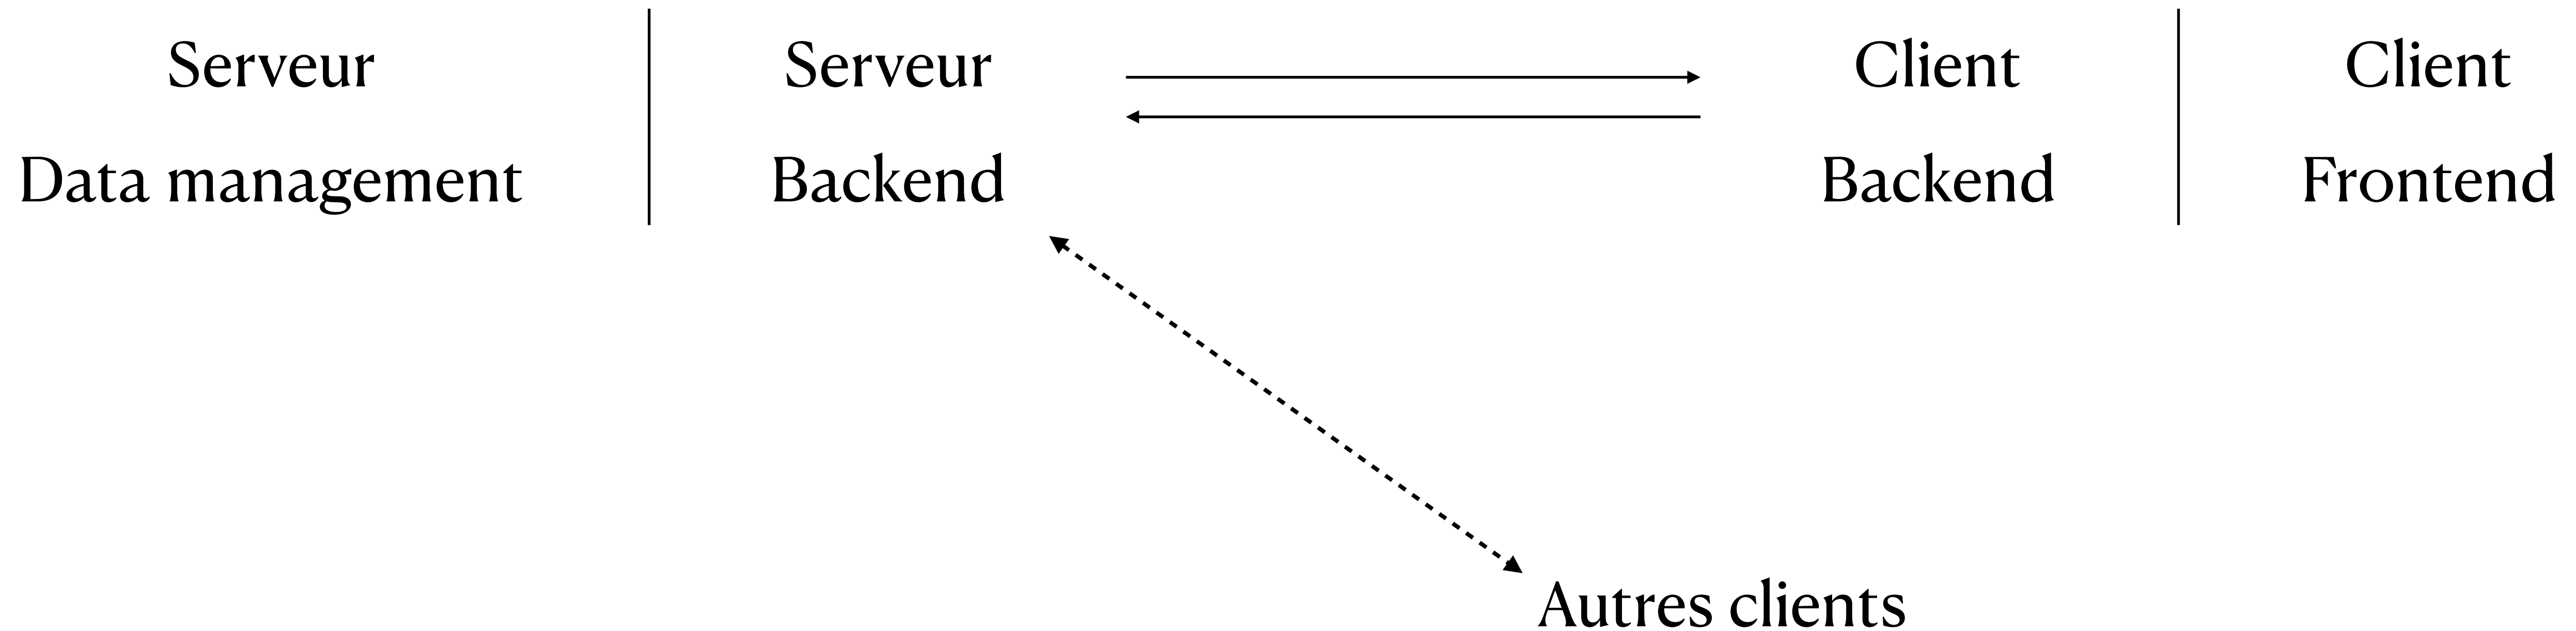 Serveur
Data management
Serveur
Backend
Client
Backend
Client
Frontend
Autres clients